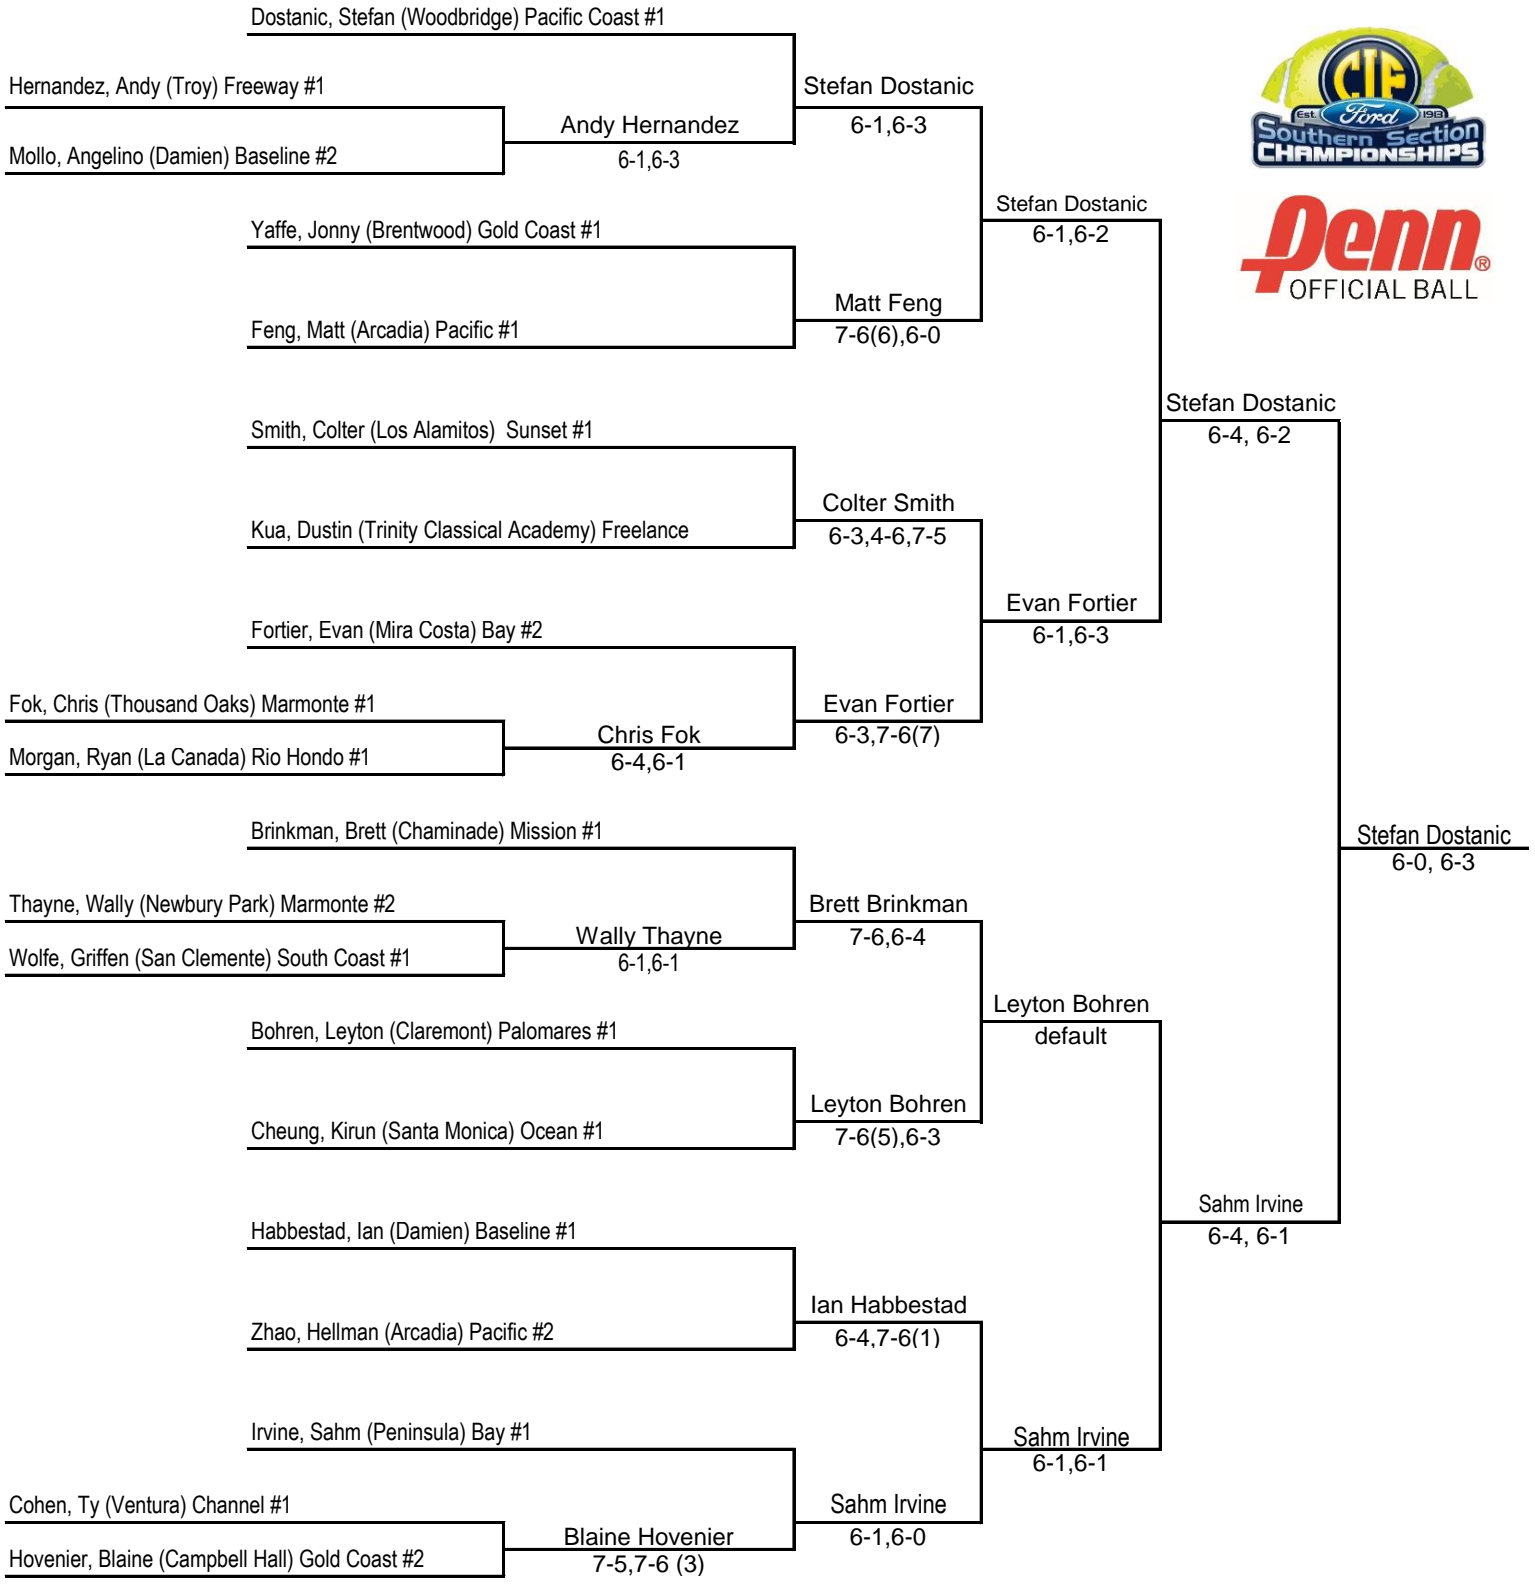 Dostanic, Stefan (Woodbridge) Pacific Coast #1
Hernandez, Andy (Troy) Freeway #1
Stefan Dostanic
Andy Hernandez
6-1,6-3
Mollo, Angelino (Damien) Baseline #2
6-1,6-3
CIF
Est.
Ford
1913
Southern Section
CHAMPIONSHIPS
Penn®
OFFICIAL BALL
Stefan Dostanic
6-1,6-2
Yaffe, Jonny (Brentwood) Gold Coast #1
Matt Feng
7-6(6),6-0
Feng, Matt (Arcadia) Pacific #1
Stefan Dostanic
6-4, 6-2
Smith, Colter (Los Alamitos)  Sunset #1
Colter Smith
6-3,4-6,7-5
Kua, Dustin (Trinity Classical Academy) Freelance
Evan Fortier
6-1,6-3
Fortier, Evan (Mira Costa) Bay #2
Fok, Chris (Thousand Oaks) Marmonte #1
Evan Fortier
6-3,7-6(7)
Chris Fok
6-4,6-1
Morgan, Ryan (La Canada) Rio Hondo #1
Brinkman, Brett (Chaminade) Mission #1
Stefan Dostanic
6-0, 6-3
Thayne, Wally (Newbury Park) Marmonte #2
Brett Brinkman
7-6,6-4
Wally Thayne
6-1,6-1
Wolfe, Griffen (San Clemente) South Coast #1
Leyton Bohren
default
Bohren, Leyton (Claremont) Palomares #1
Leyton Bohren
7-6(5),6-3
Cheung, Kirun (Santa Monica) Ocean #1
Sahm Irvine
6-4, 6-1
Habbestad, Ian (Damien) Baseline #1
Ian Habbestad
6-4,7-6(1)
Zhao, Hellman (Arcadia) Pacific #2
Irvine, Sahm (Peninsula) Bay #1
Sahm Irvine
6-1,6-1
Cohen, Ty (Ventura) Channel #1
Sahm Irvine
6-1,6-0
Blaine Hovenier
7-5,7-6 (3)
Hovenier, Blaine (Campbell Hall) Gold Coast #2